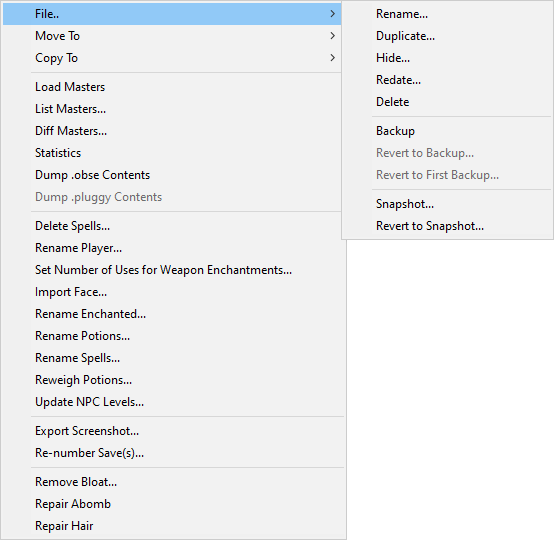 File..
Move To
Copy To
Load Masters
List Masters...
Diff Masters...
Statistics
Dump .obse Contents
Dump .pluggy Contents
Delete Spells...
Rename Player...
Set Number of Uses for Weapon Enchantments...
Import Face...
Rename Enchanted...
Rename Potions...
Rename Spells...
Reweigh Potions...
Update NPC Levels...
Export Screenshot...
Re-number Save(s)...
Remove Bloat...
Repair Abomb
Repair Hair
Rename...
Duplicate...
Hide...
Redate...
Delete
Backup
Revert to Backup...
Revert to First Backup...
Snapshot...
Revert to Snapshot...